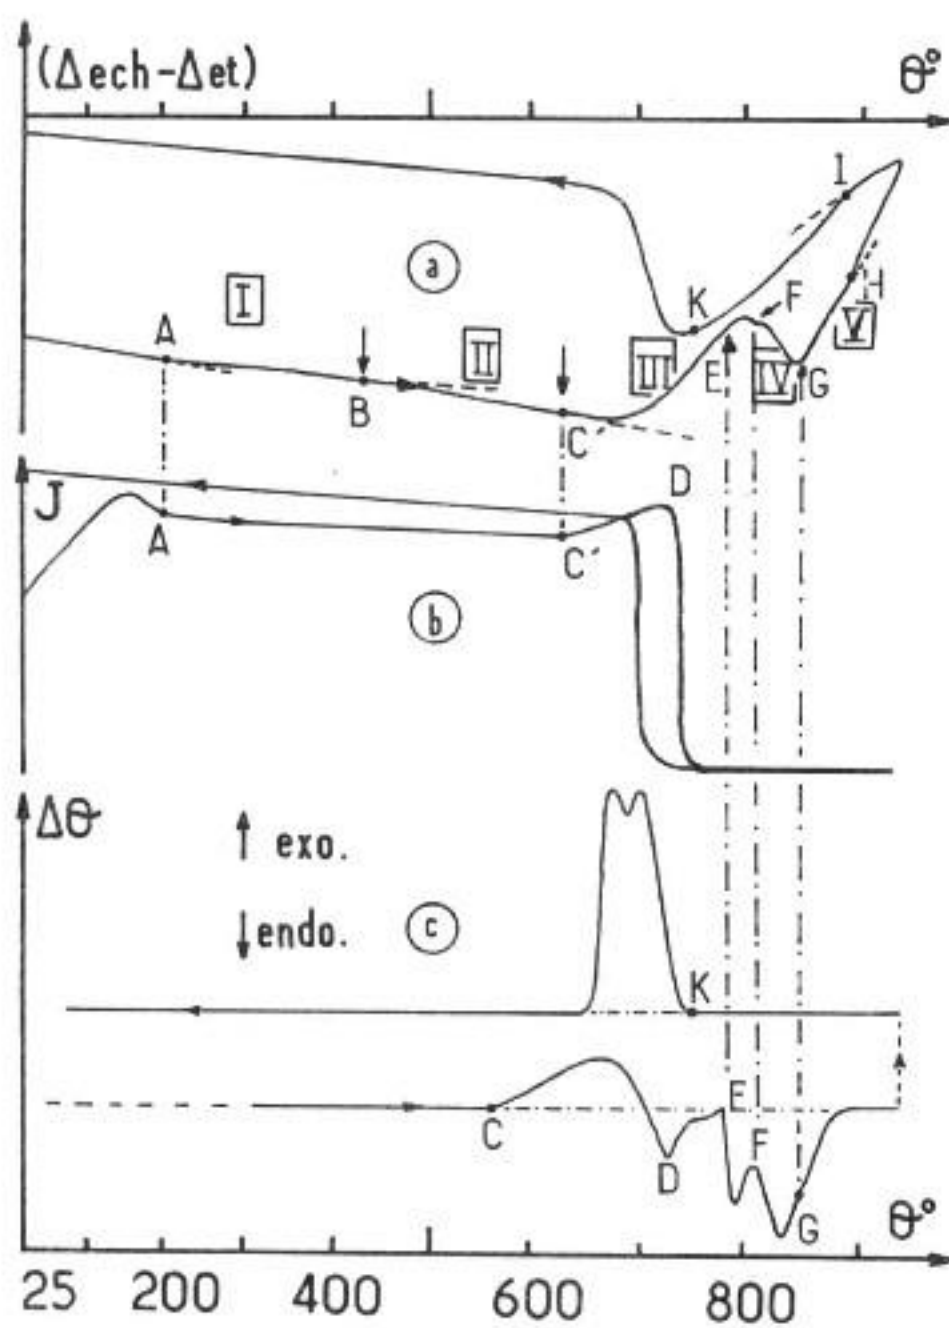 (Δech-Δet) θ°
I
K F
a
I
A
II III H
V
B C´ E IV G
J D
A C´
b
Δθ
exo.
endo. c
K
E
C F
D
G θ°
25 200 400 600 800